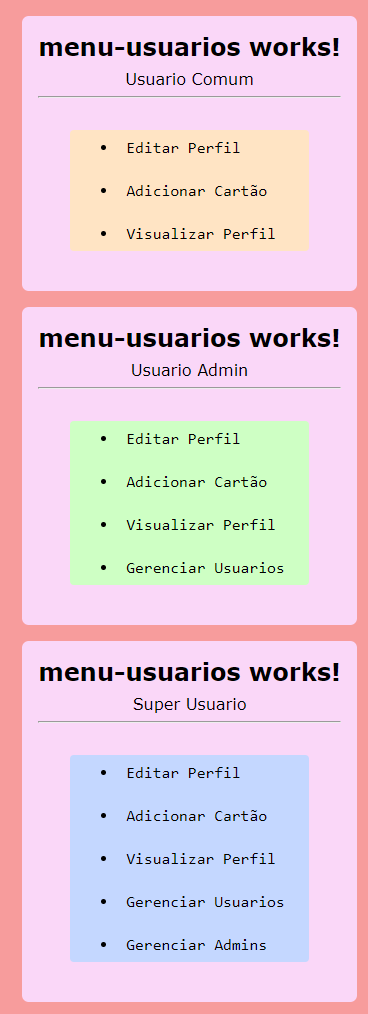 menu-usuarios works!
Usuario Comum
Editar Perfil
Adicionar Cartão
Visualizar Perfil
menu-usuarios works!
Usuario Admin
Editar Perfil
Adicionar Cartão
Visualizar Perfil
Gerenciar Usuarios
menu-usuarios works!
Super Usuario
Editar Perfil
Adicionar Cartão
Visualizar Perfil
Gerenciar Usuarios
Gerenciar Admins